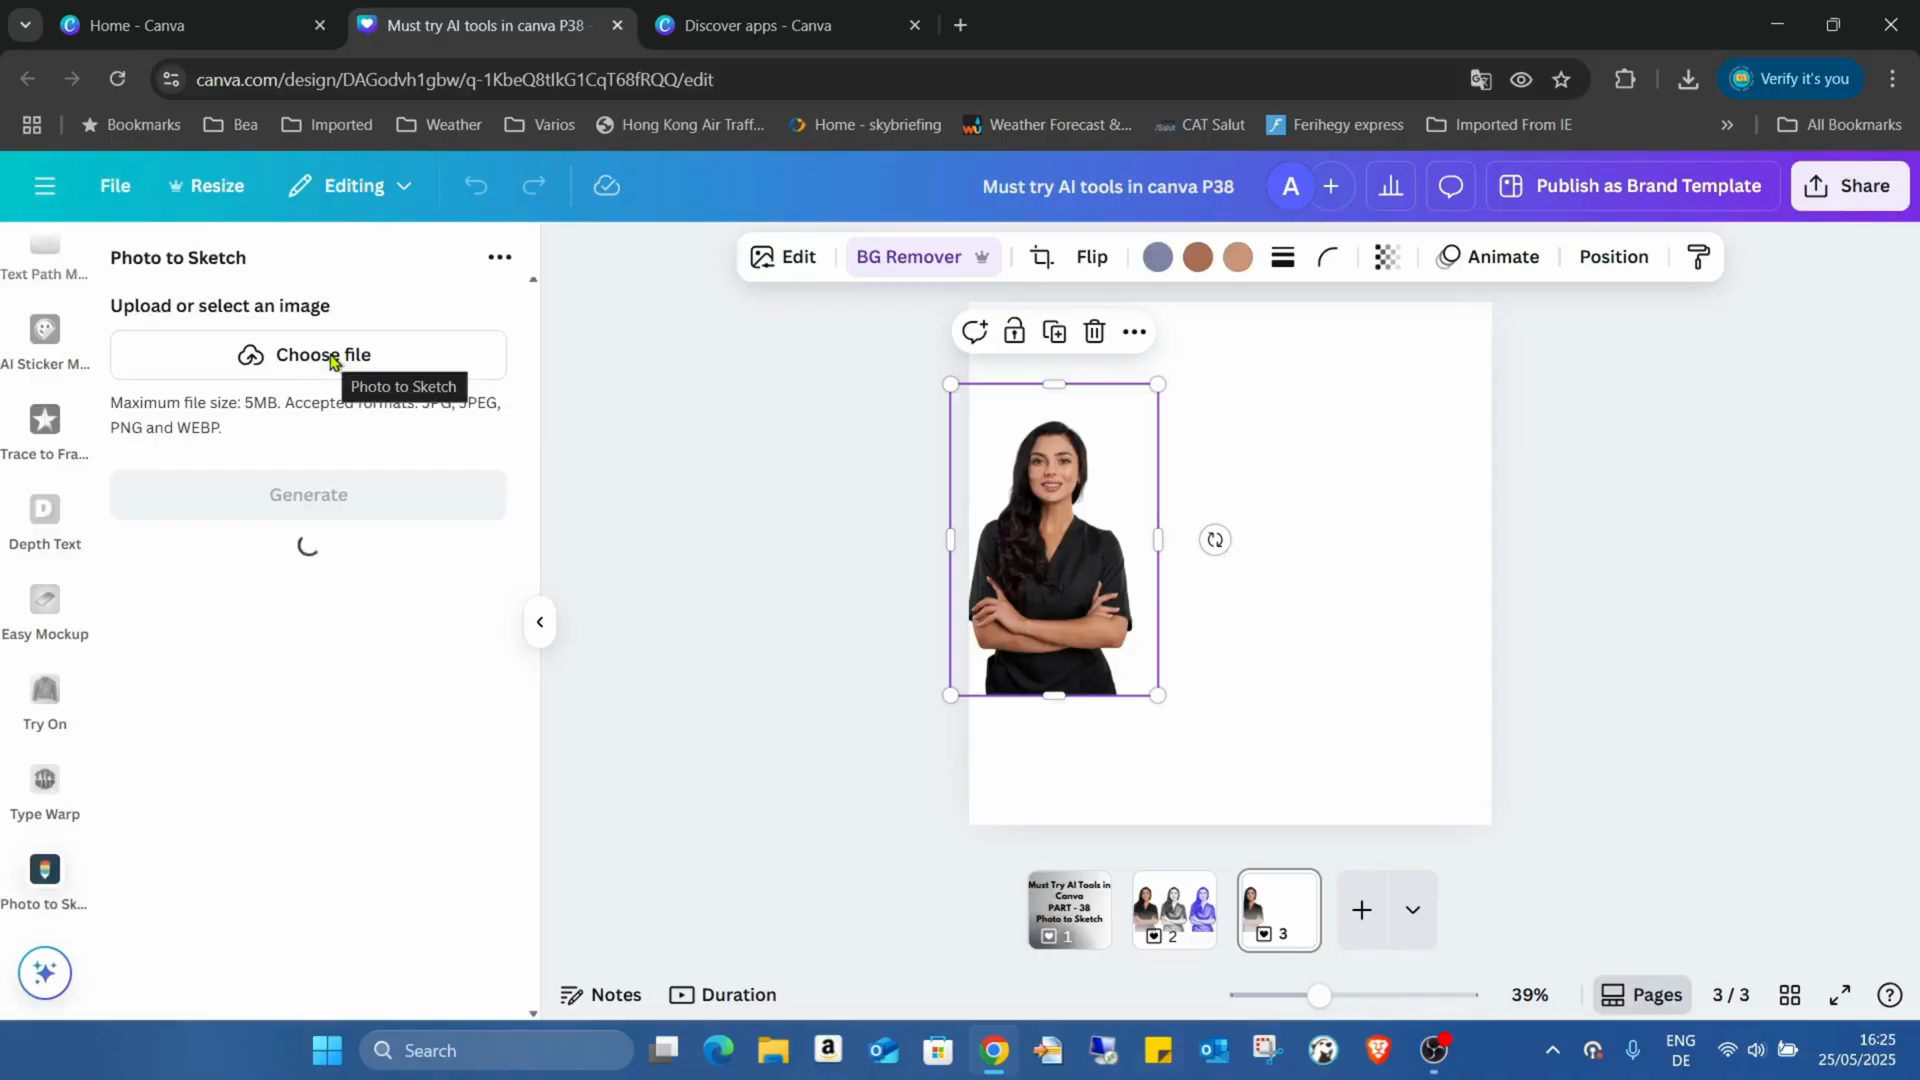 Home - Canva
Must try AI tools in canva P38 -
Discover apps - Canva
canva.com/design/DAGodvh1gbw/q-1KbeQ8tIkG1CqT68fRQQ/edit
Verify it's you
Bookmarks
Bea
Imported
Weather
Varios
Hong Kong Air Traff...
Home - skybriefing
Weather Forecast &...
CAT Salut
Ferihegy express
Imported From IE
All Bookmarks
File
Resize
Editing
Must try AI tools in canva P38
A
Publish as Brand Template
Share
Text Path M...
AI Sticker M...
Trace to Fra...
Depth Text
Easy Mockup
Try On
Type Warp
Photo to Sk...
Photo to Sketch
Upload or select an image
Choose file
Photo to Sketch
Maximum file size: 5MB. Accepted formats: JPG, JPEG,
PNG and WEBP.
Generate
Edit
BG Remover
Flip
Animate
Position
Must Try AI Tools in
Canva
PART - 38
Photo to Sketch
1
2
3
Notes
Duration
39%
Pages
3 / 3
Search
ENG
DE
16:25
25/05/2025